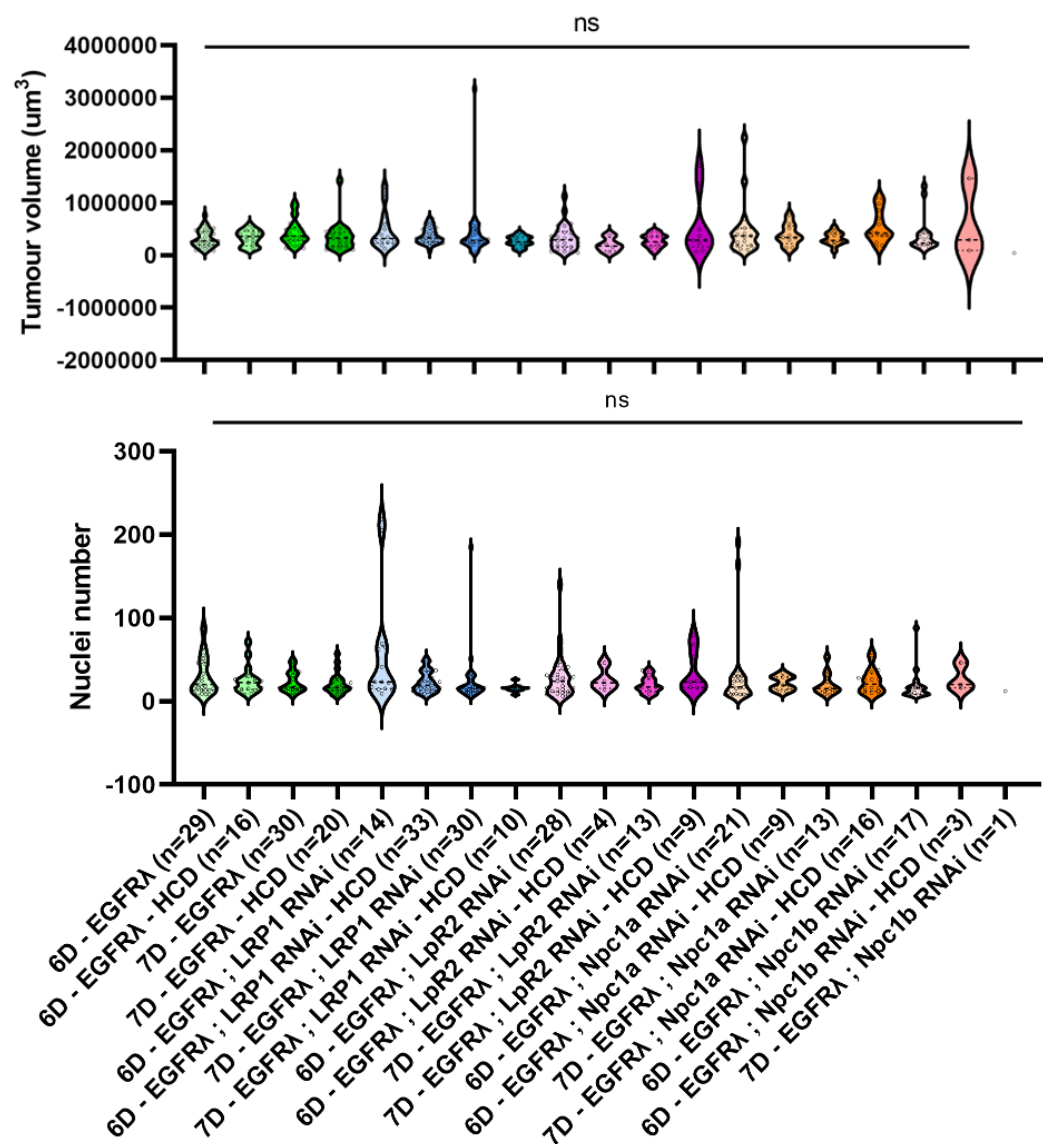 ns
4000000
3000000
2000000
1000000
0
-1000000
-2000000
Tumour volume (um³)
ns
300
200
100
0
-100
Nuclei number
6D - EGFRλ (n=29)
6D - EGFRλ - HCD (n=16)
7D - EGFRλ (n=30)
7D - EGFRλ - HCD (n=20)
6D - EGFRλ ; LRP1 RNAi (n=14)
6D - EGFRλ ; LRP1 RNAi - HCD (n=33)
7D - EGFRλ ; LRP1 RNAi (n=30)
7D - EGFRλ ; LRP1 RNAi - HCD (n=10)
6D - EGFRλ ; LpR2 RNAi (n=28)
6D - EGFRλ ; LpR2 RNAi - HCD (n=4)
7D - EGFRλ ; LpR2 RNAi (n=13)
7D - EGFRλ ; LpR2 RNAi - HCD (n=9)
6D - EGFRλ ; Npc1a RNAi (n=21)
6D - EGFRλ ; Npc1a RNAi - HCD (n=9)
7D - EGFRλ ; Npc1a RNAi (n=13)
7D - EGFRλ ; Npc1a RNAi - HCD (n=16)
6D - EGFRλ ; Npc1b RNAi (n=17)
6D - EGFRλ ; Npc1b RNAi - HCD (n=3)
7D - EGFRλ ; Npc1b RNAi (n=1)